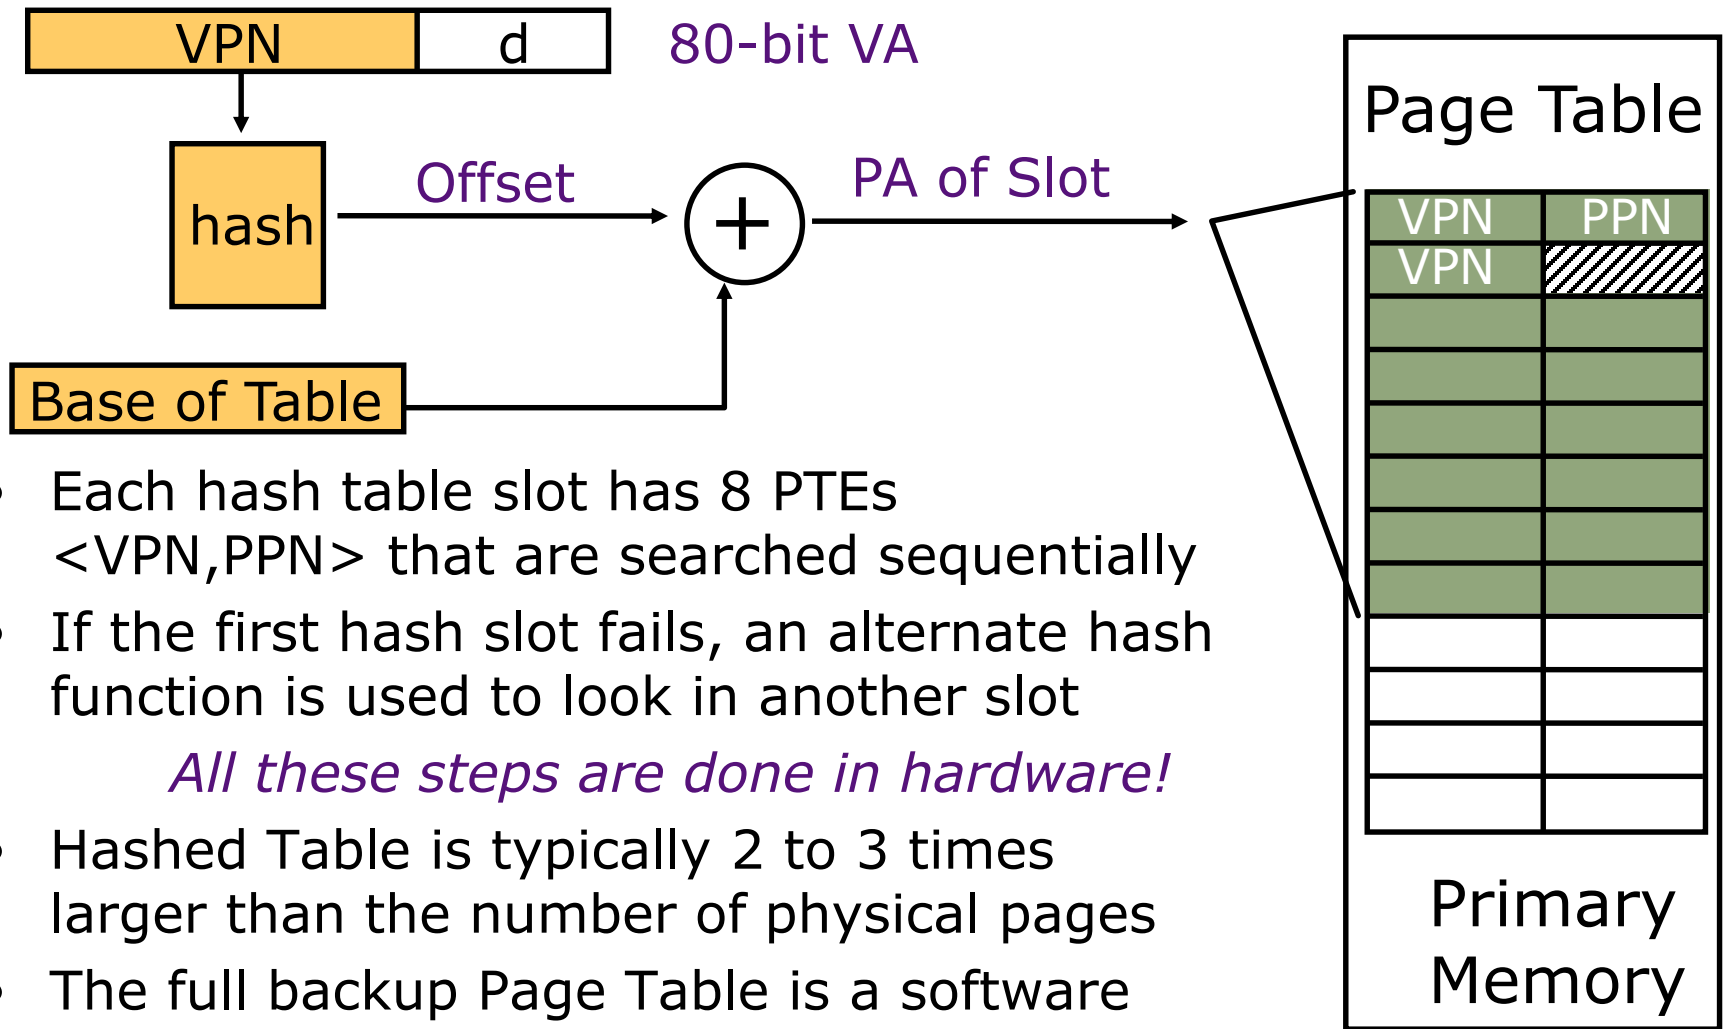 VPN d 80-bit VA
hash
Offset
+
PA of Slot
Base of Table
Page Table
VPN PPN
VPN
• Each hash table slot has 8 PTEs
<VPN,PPN> that are searched sequentially
• If the first hash slot fails, an alternate hash
function is used to look in another slot
All these steps are done in hardware!
• Hashed Table is typically 2 to 3 times
larger than the number of physical pages
• The full backup Page Table is a software
Primary
Memory